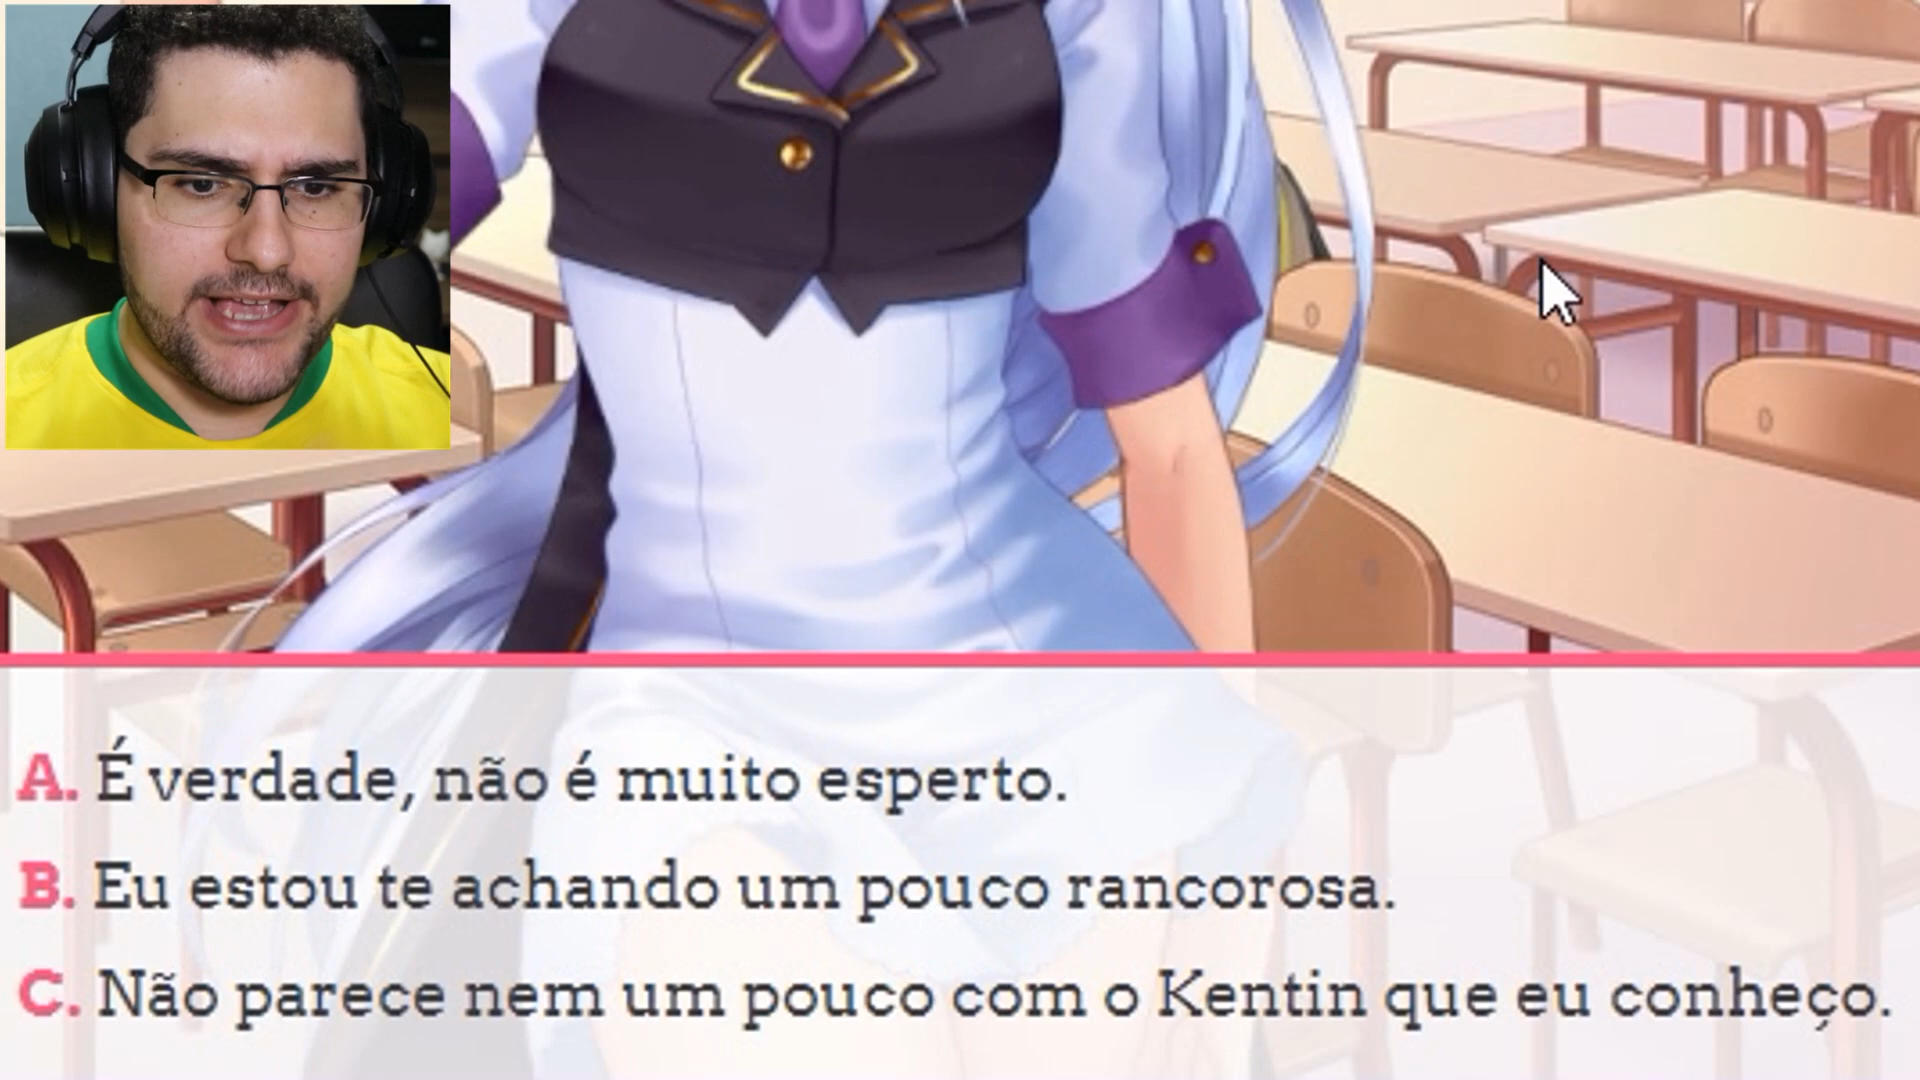 A. É verdade, não é muito esperto.
B. Eu estou te achando um pouco rancorosa.
C. Não parece nem um pouco com o Kentin que eu conheço.